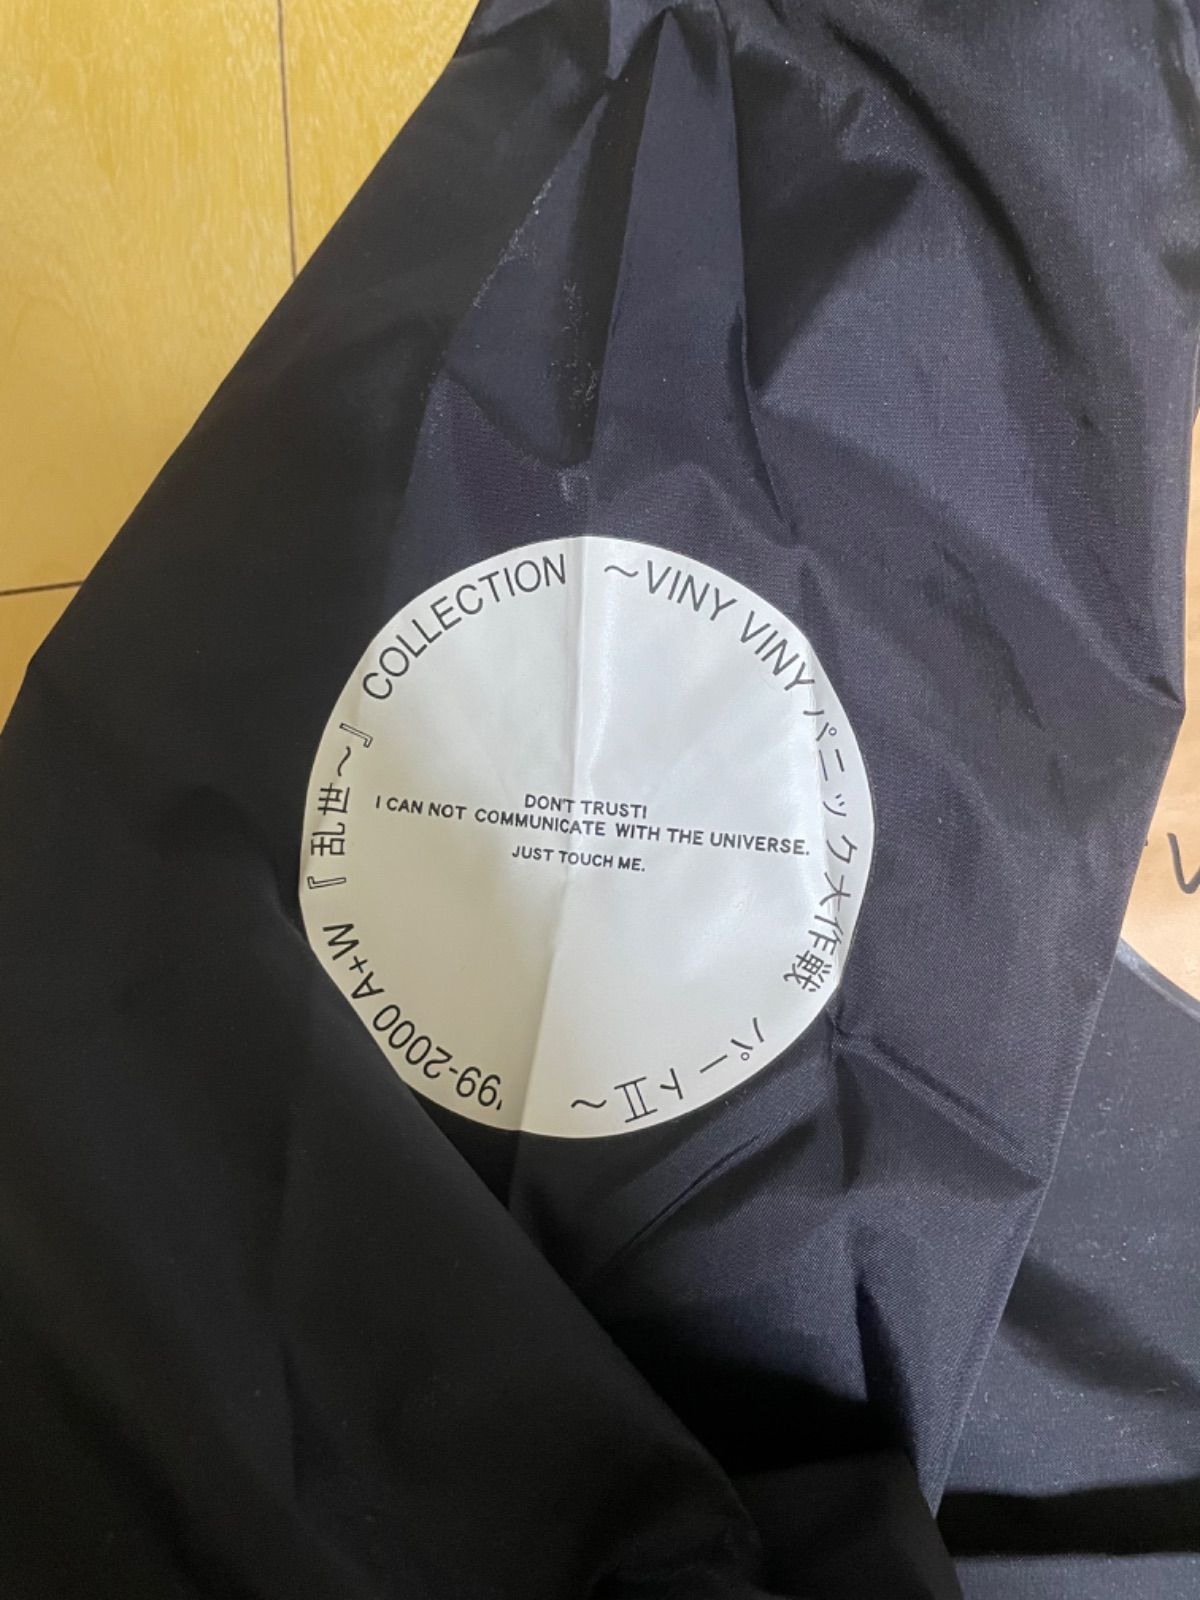 '99-2000 A+W 『乱世～』 COLLECTION ～VINY VINYパニック大作戦 パートⅡ～
DON'T TRUST!
I CAN NOT COMMUNICATE WITH THE UNIVERSE.
JUST TOUCH ME.